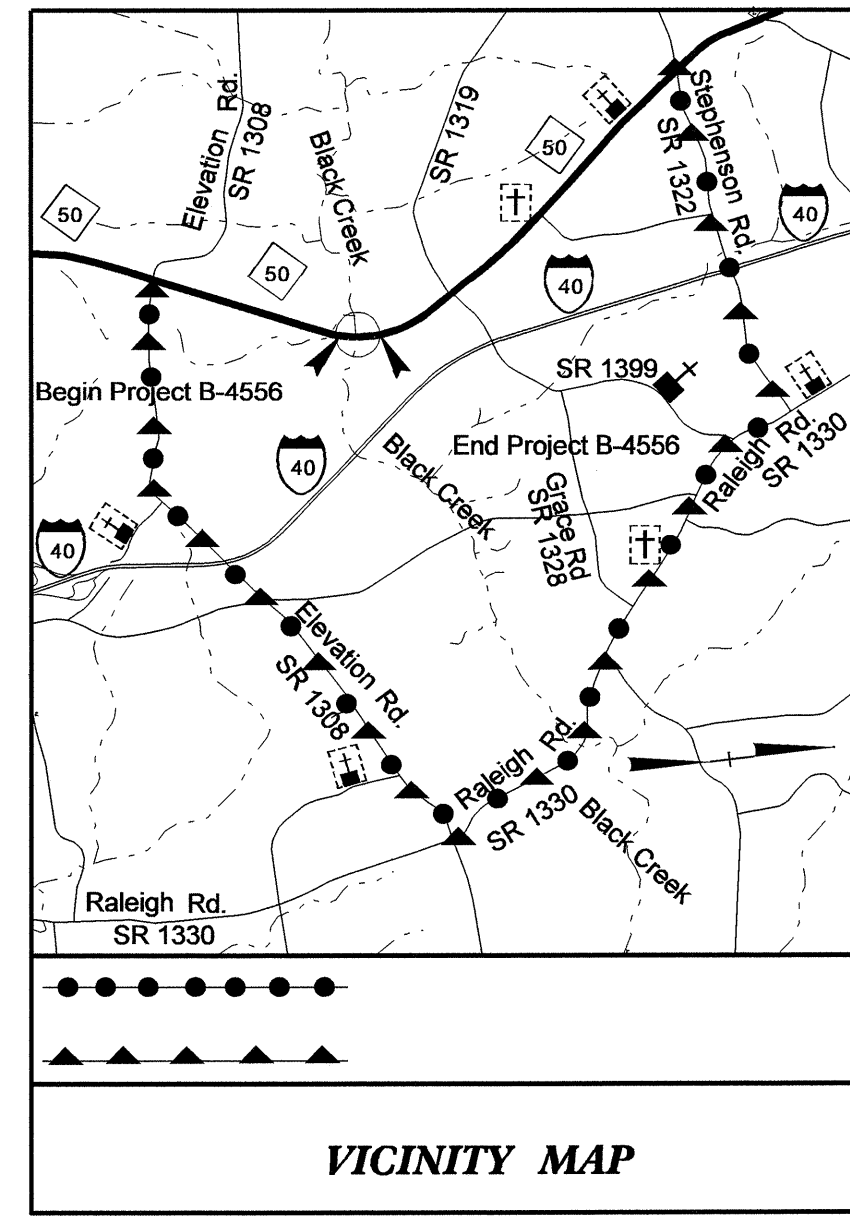 Elevation Rd.
SR 1308
Black Creek
SR 1319
50
Stephenson Rd.
SR 1322
50
50
40
40
SR 1399
Begin Project B-4556
End Project B-4556
Raleigh Rd.
SR 1330
40
Black Creek
Grace Rd
SR 1328
40
Elevation Rd.
SR 1308
Raleigh Rd.
SR 1330
Black Creek
Raleigh Rd.
SR 1330
VICINITY MAP